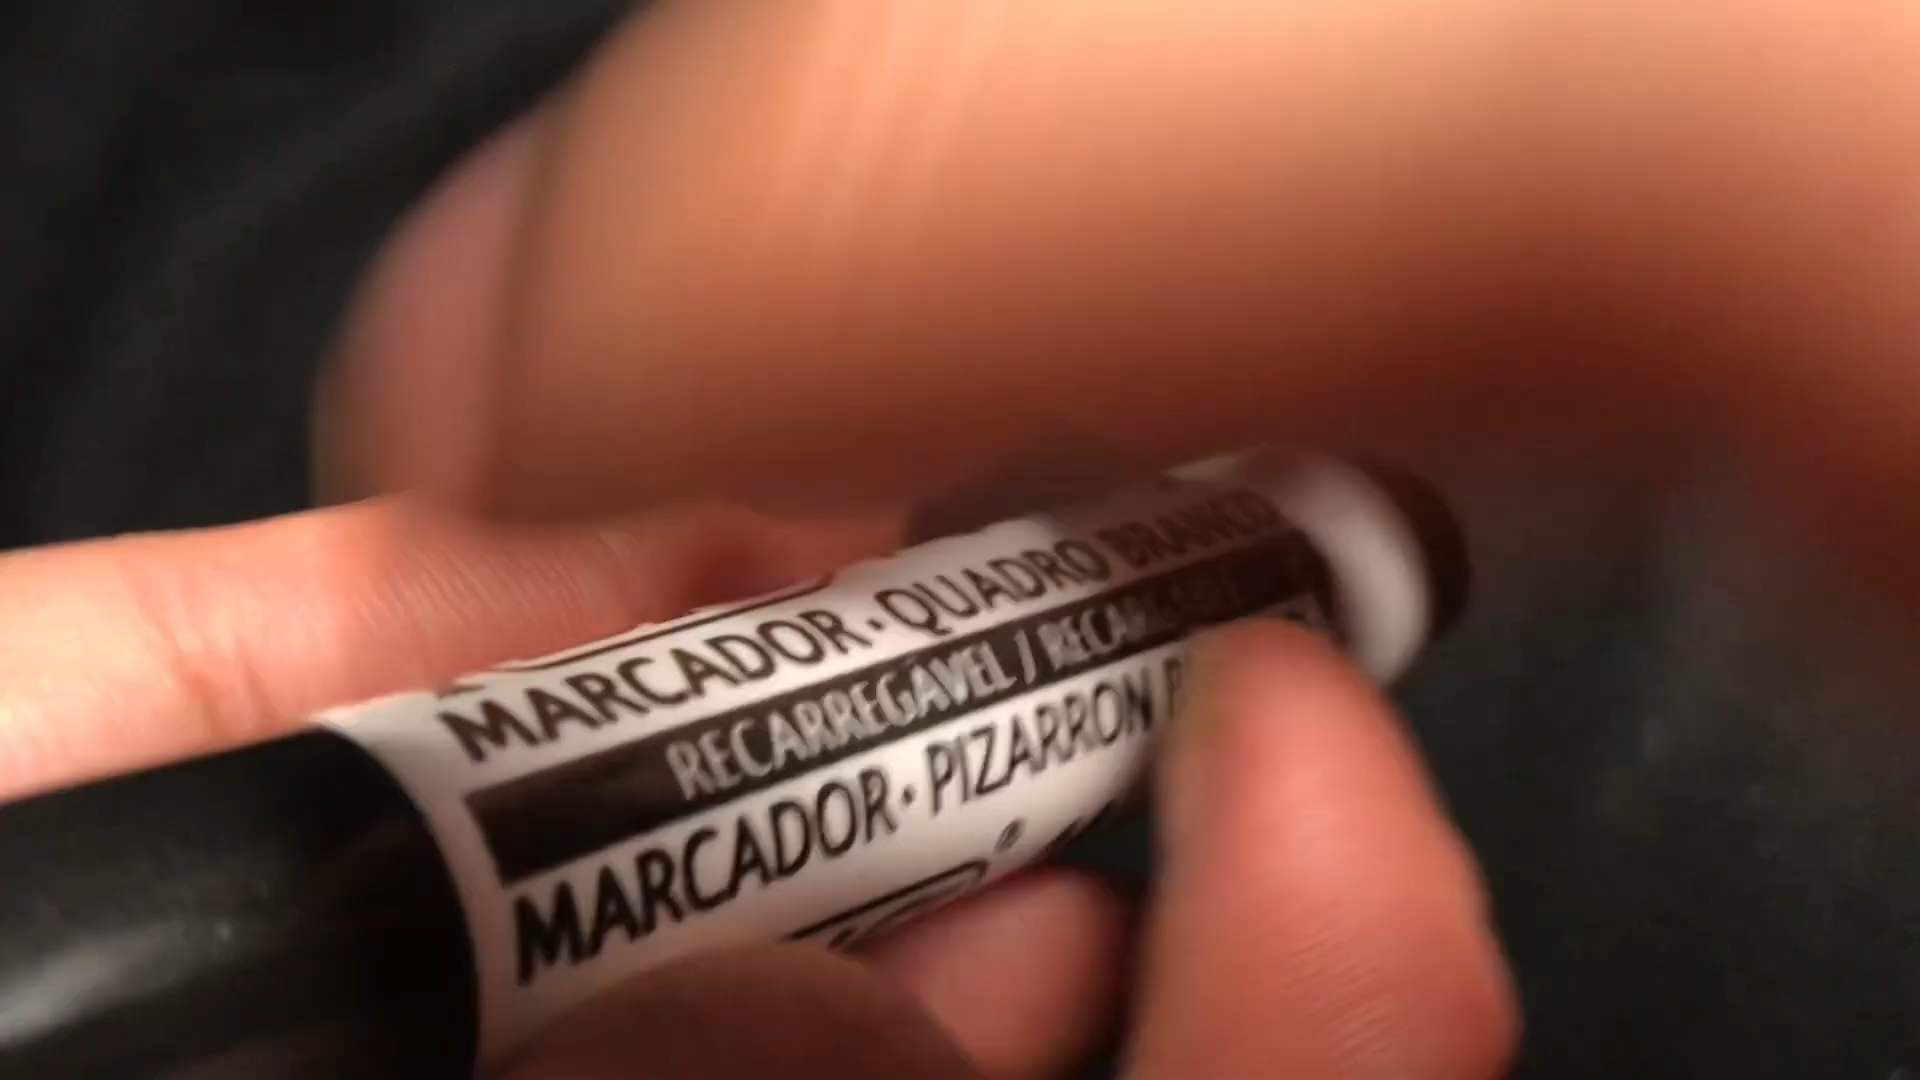 MARCADOR · QUADRO BRANCO
RECARREGÁVEL /
MARCADOR · PIZARRON
®